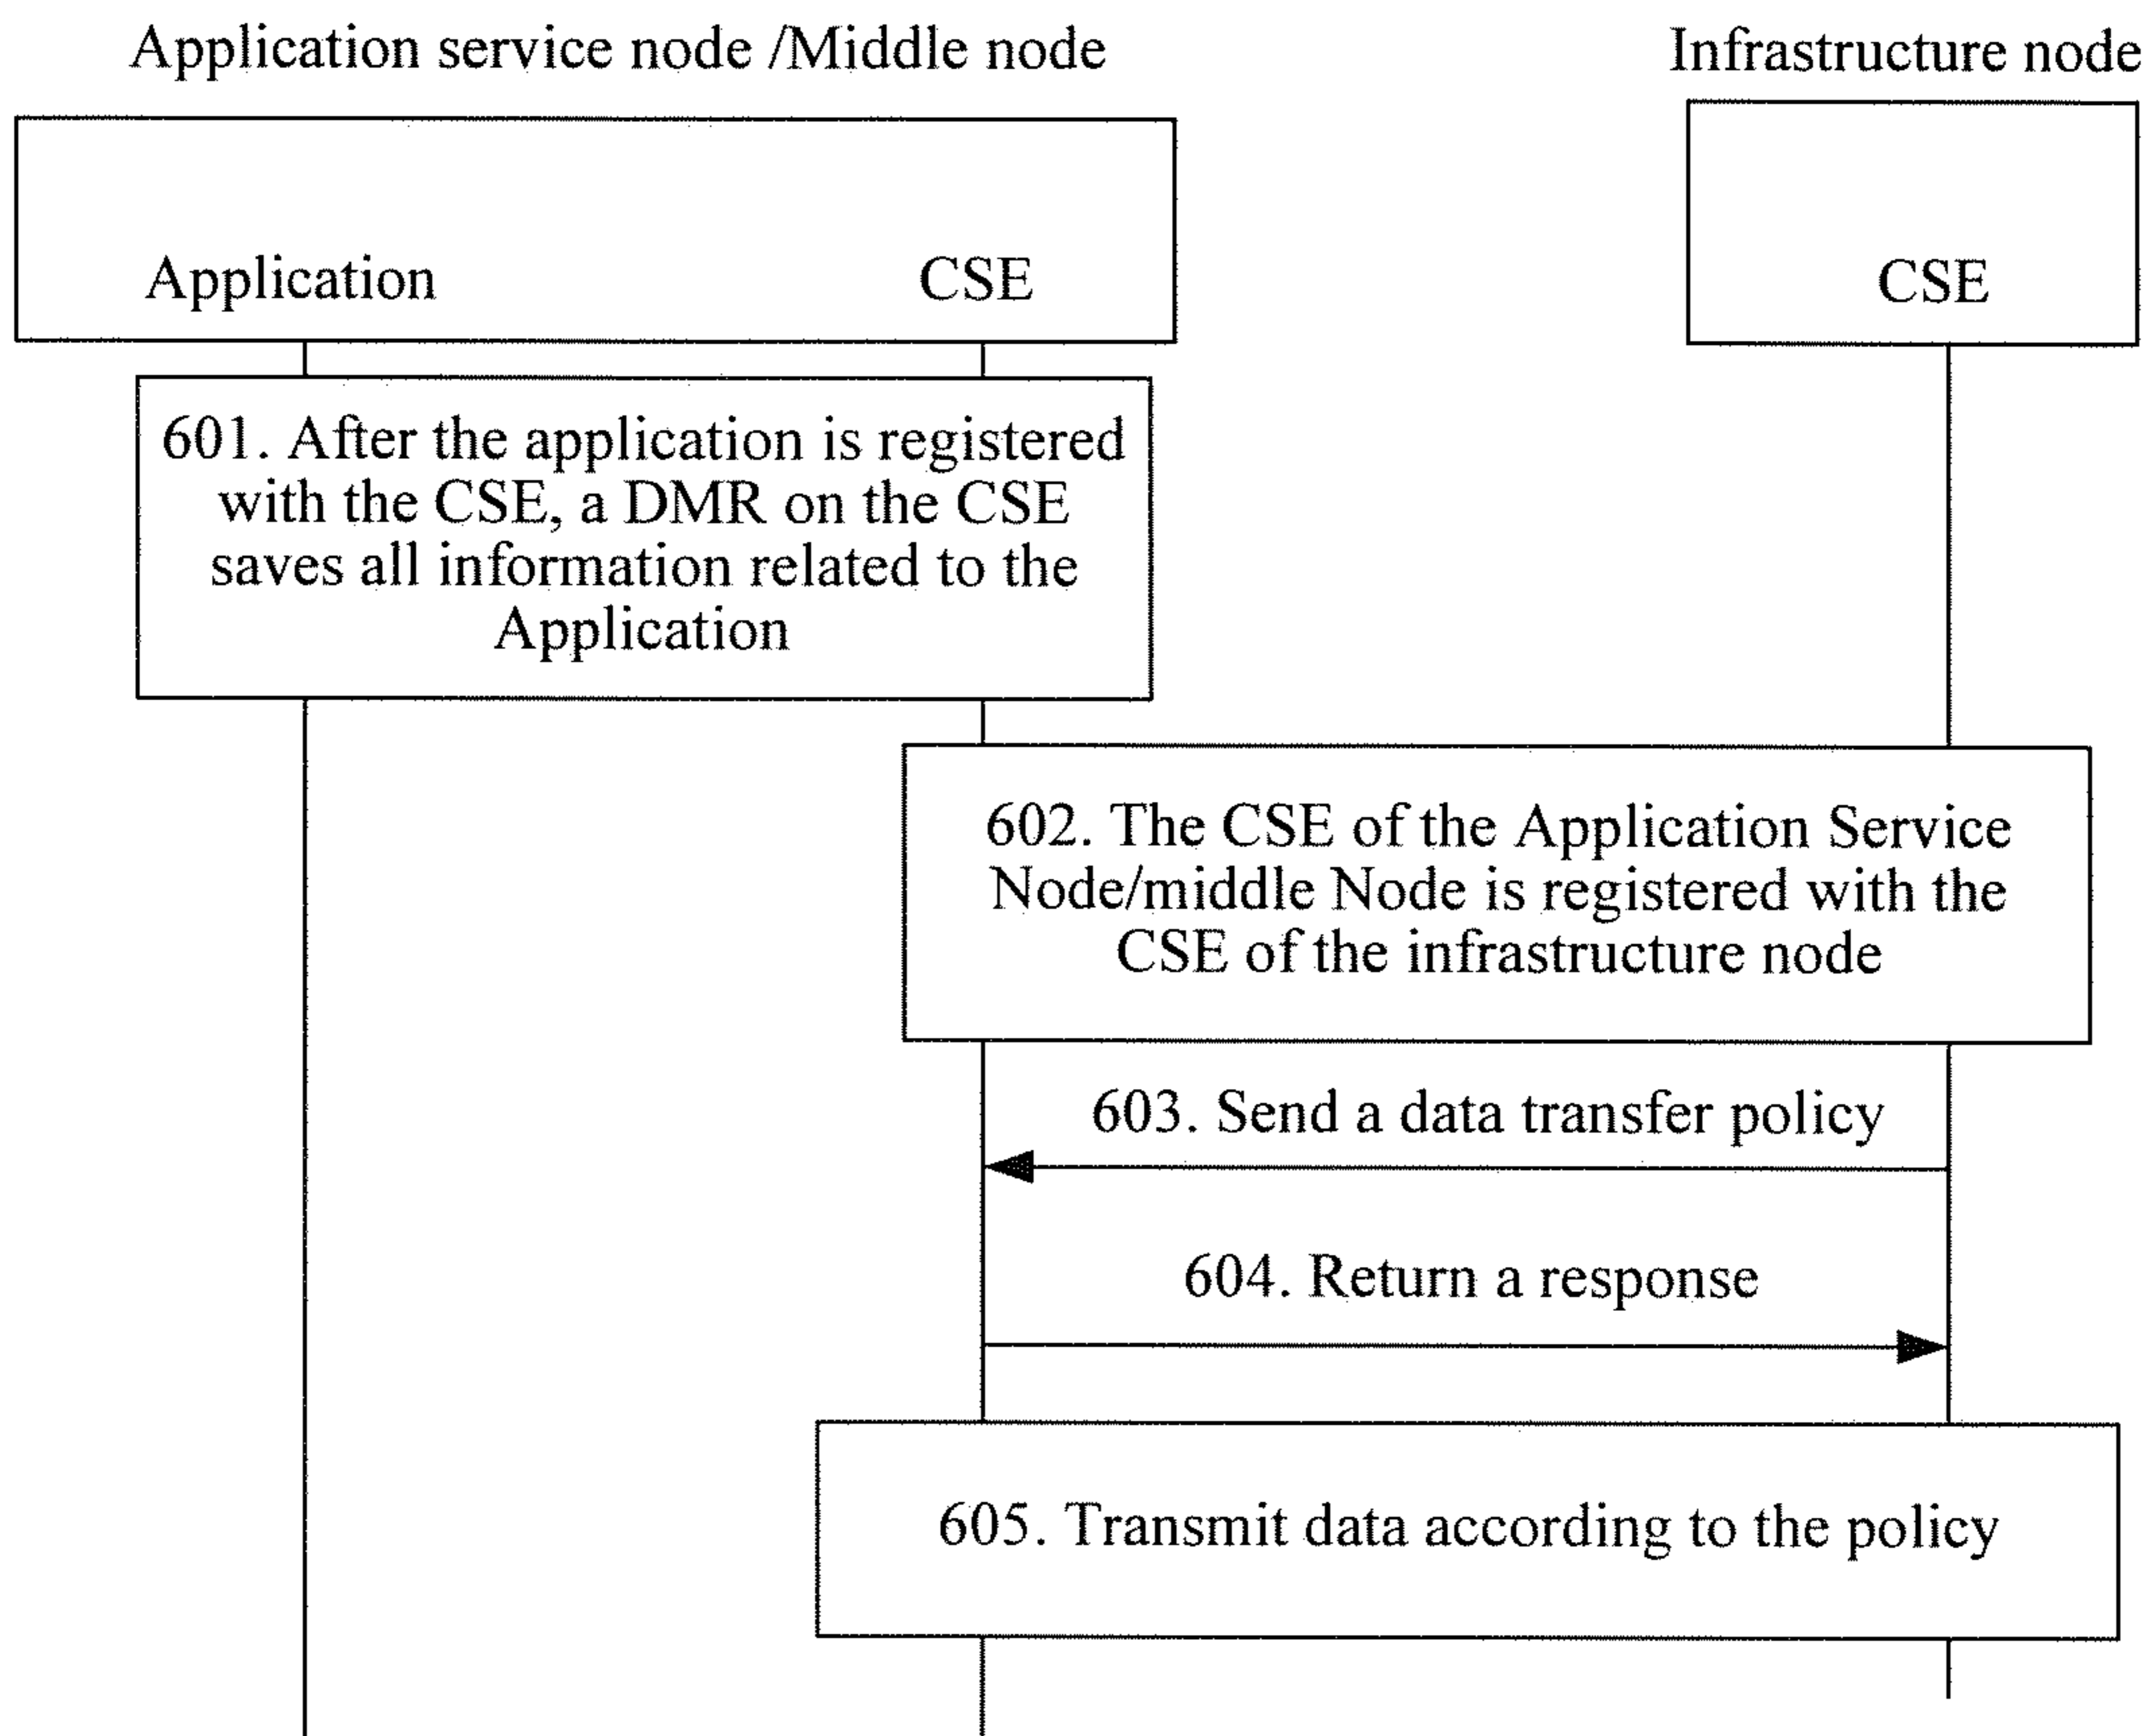 Application service node /Middle node
Infrastructure node
Application
CSE
CSE
601. After the application is registered
with the CSE, a DMR on the CSE
saves all information related to the
Application
602. The CSE of the Application Service
Node/middle Node is registered with the
CSE of the infrastructure node
603. Send a data transfer policy
604. Return a response
605. Transmit data according to the policy